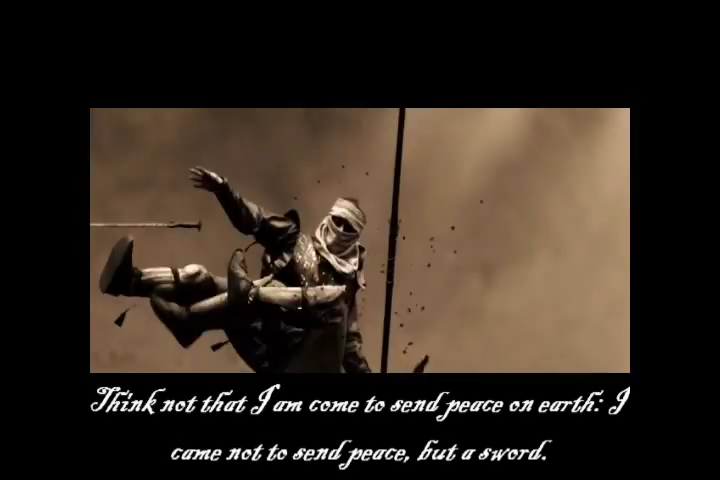 Think not that I am come to send peace on earth: I
came not to send peace, but a sword.